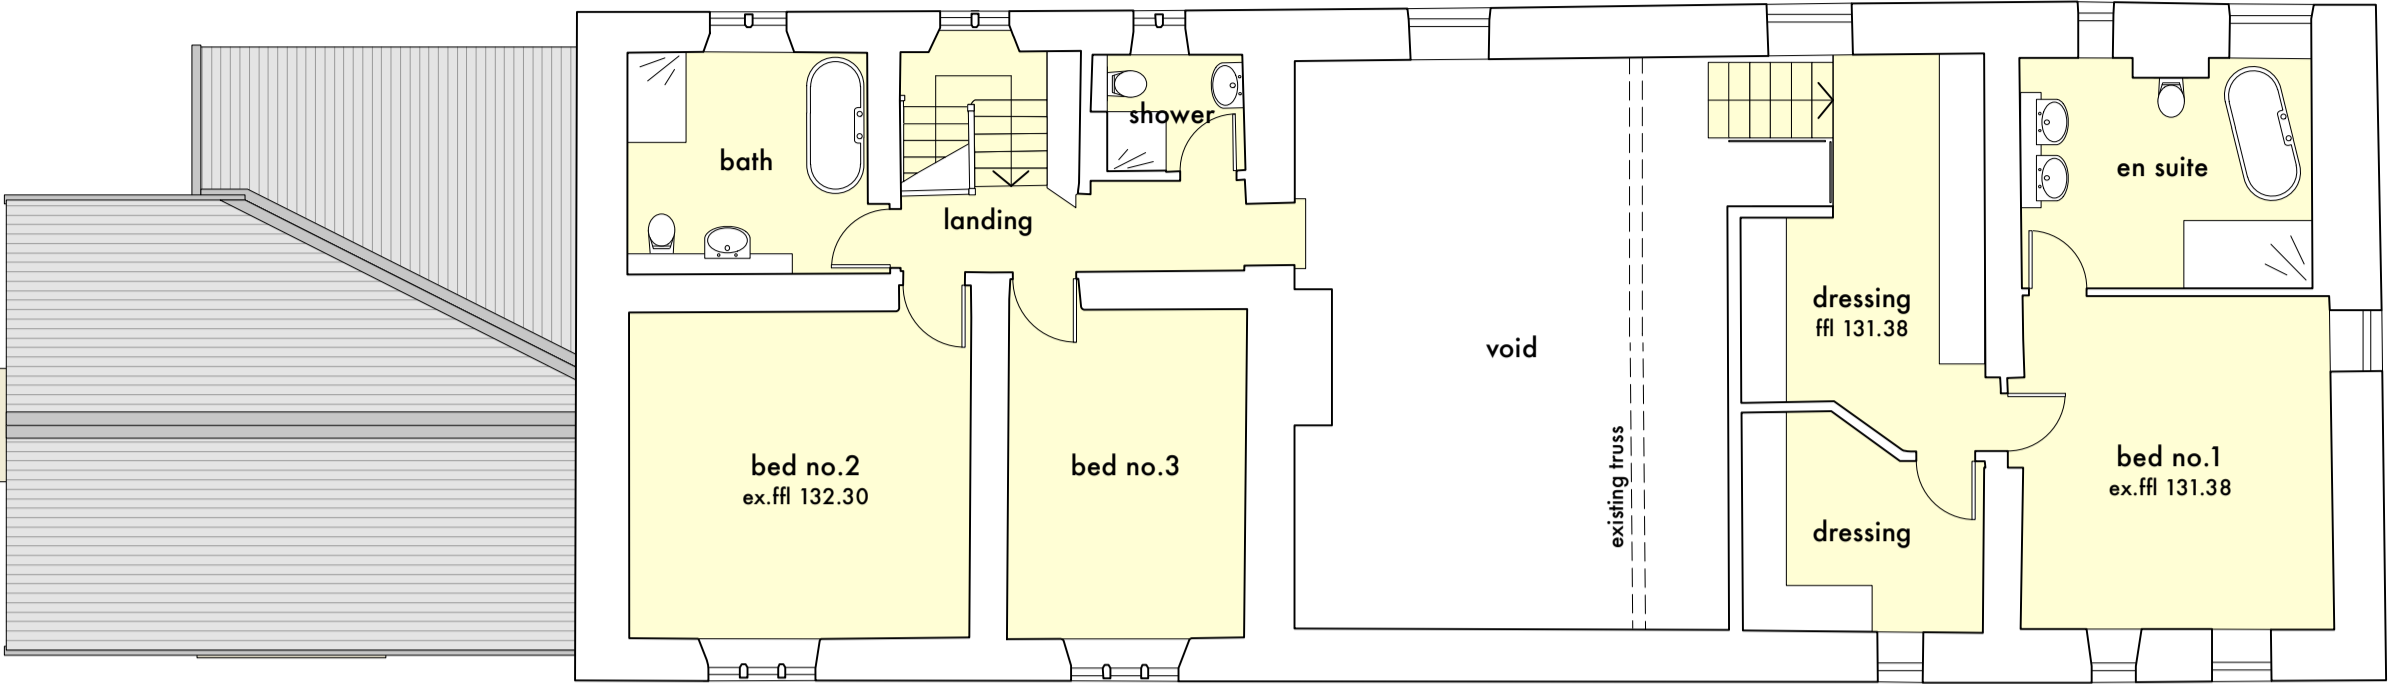 shower
bath
en suite
landing
dressing
ffl 131.38
void
existing truss
bed no.2
ex.ffl 132.30
bed no.3
bed no.1
ex.ffl 131.38
dressing